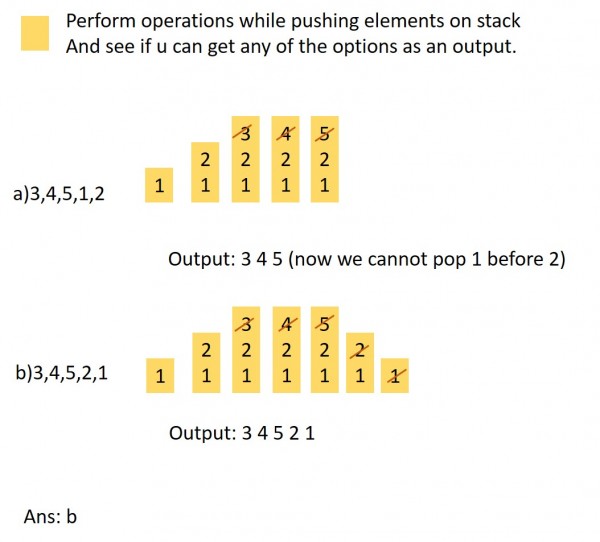 Perform operations while pushing elements on stack
And see if u can get any of the options as an output.
3 4 5
2 2 2 2
a)3,4,5,1,2 1 1 1 1 1
Output: 3 4 5 (now we cannot pop 1 before 2)
3 4 5
2 2 2 2 2
b)3,4,5,2,1 1 1 1 1 1 1 1
Output: 3 4 5 2 1
Ans: b